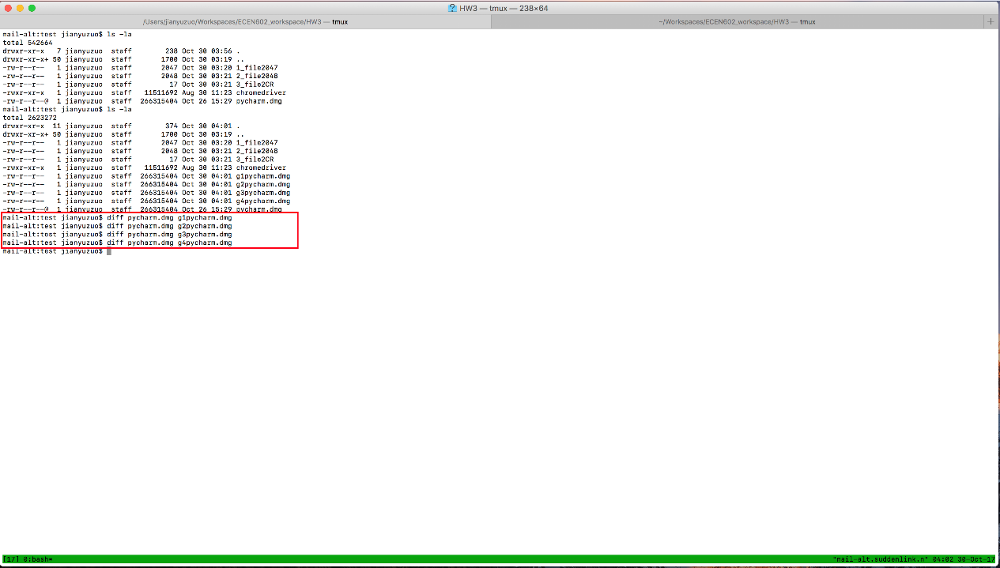 HW3 — tmux — 238×64
/Users/jianyuzuo/Workspaces/ECEN602_workspace/HW3 — tmux
~/Workspaces/ECEN602_workspace/HW3 — tmux
+
mail-alt:test jianyuzuo$ ls -la
total 542664
drwxr-xr-x   7 jianyuzuo  staff        238 Oct 30 03:56 .
drwxr-xr-x+ 50 jianyuzuo  staff       1700 Oct 30 03:19 ..
-rw-r--r--   1 jianyuzuo  staff       2047 Oct 30 03:20 1_file2047
-rw-r--r--   1 jianyuzuo  staff       2048 Oct 30 03:21 2_file2048
-rw-r--r--   1 jianyuzuo  staff         17 Oct 30 03:21 3_file2CR
-rwxr-xr-x   1 jianyuzuo  staff   11511692 Aug 30 11:23 chromedriver
-rw-r--r--@  1 jianyuzuo  staff  266315404 Oct 26 15:29 pycharm.dmg
mail-alt:test jianyuzuo$ ls -la
total 2623272
drwxr-xr-x  11 jianyuzuo  staff        374 Oct 30 04:01 .
drwxr-xr-x+ 50 jianyuzuo  staff       1700 Oct 30 03:19 ..
-rw-r--r--   1 jianyuzuo  staff       2047 Oct 30 03:20 1_file2047
-rw-r--r--   1 jianyuzuo  staff       2048 Oct 30 03:21 2_file2048
-rw-r--r--   1 jianyuzuo  staff         17 Oct 30 03:21 3_file2CR
-rwxr-xr-x   1 jianyuzuo  staff   11511692 Aug 30 11:23 chromedriver
-rw-r--r--   1 jianyuzuo  staff  266315404 Oct 30 04:01 g1pycharm.dmg
-rw-r--r--   1 jianyuzuo  staff  266315404 Oct 30 04:01 g2pycharm.dmg
-rw-r--r--   1 jianyuzuo  staff  266315404 Oct 30 04:01 g3pycharm.dmg
-rw-r--r--   1 jianyuzuo  staff  266315404 Oct 30 04:01 g4pycharm.dmg
-rw-r--r--@  1 jianyuzuo  staff  266315404 Oct 26 15:29 pycharm.dmg
mail-alt:test jianyuzuo$ diff pycharm.dmg g1pycharm.dmg
mail-alt:test jianyuzuo$ diff pycharm.dmg g2pycharm.dmg
mail-alt:test jianyuzuo$ diff pycharm.dmg g3pycharm.dmg
mail-alt:test jianyuzuo$ diff pycharm.dmg g4pycharm.dmg
mail-alt:test jianyuzuo$
[17] 0:bash* "mail-alt.suddenlink.n" 04:02 30-Oct-17